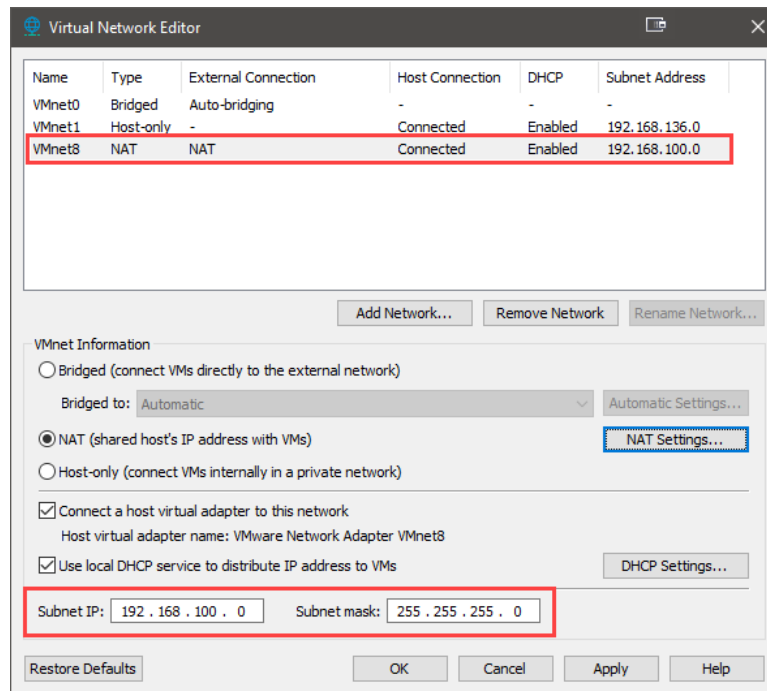 Virtual Network Editor
Name Type External Connection Host Connection DHCP Subnet Address
VMnet0 Bridged Auto-bridging - - -
VMnet1 Host-only - Connected Enabled 192.168.136.0
VMnet8 NAT NAT Connected Enabled 192.168.100.0
Add Network... Remove Network Rename Network...
VMnet Information
Bridged (connect VMs directly to the external network)
Bridged to: Automatic Automatic Settings...
NAT (shared host's IP address with VMs) NAT Settings...
Host-only (connect VMs internally in a private network)
Connect a host virtual adapter to this network
Host virtual adapter name: VMware Network Adapter VMnet8
Use local DHCP service to distribute IP address to VMs DHCP Settings...
Subnet IP: 192 . 168 . 100 . 0 Subnet mask: 255 . 255 . 255 . 0
Restore Defaults OK Cancel Apply Help